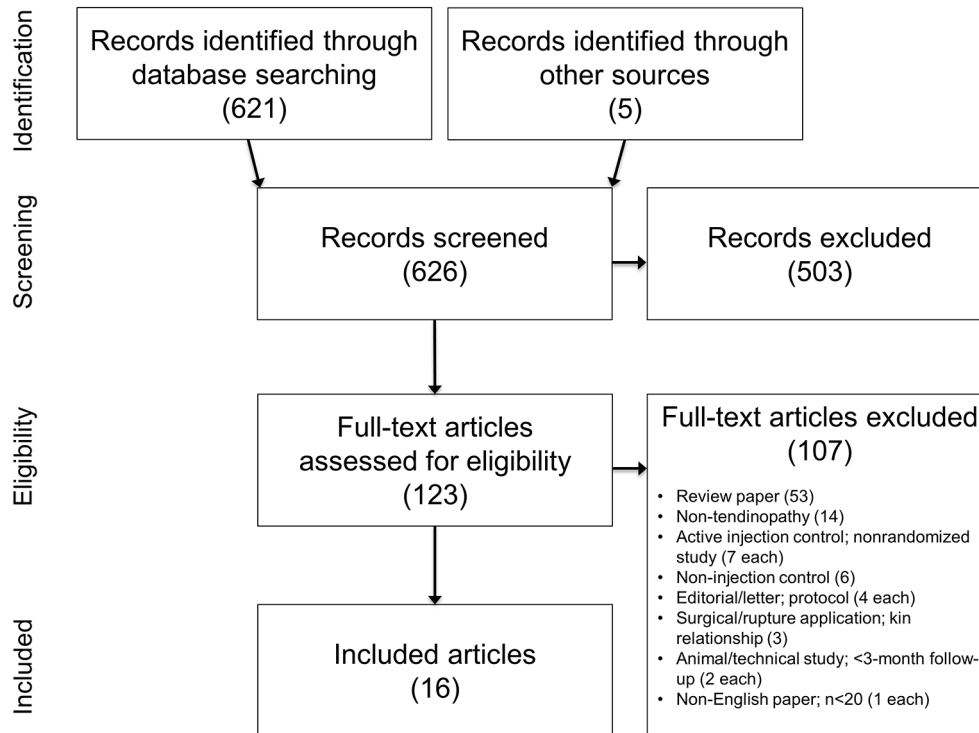 Identification
Records identified through
database searching
(621)
Records identified through
other sources
(5)
Screening
Records screened
(626)
Records excluded
(503)
Eligibility
Full-text articles
assessed for eligibility
(123)
Full-text articles excluded
(107)
• Review paper (53)
• Non-tendinopathy (14)
• Active injection control; nonrandomized
study (7 each)
• Non-injection control (6)
• Editorial/letter; protocol (4 each)
• Surgical/rupture application; kin
relationship (3)
• Animal/technical study; <3-month follow-
up (2 each)
• Non-English paper; n<20 (1 each)
Included
Included articles
(16)